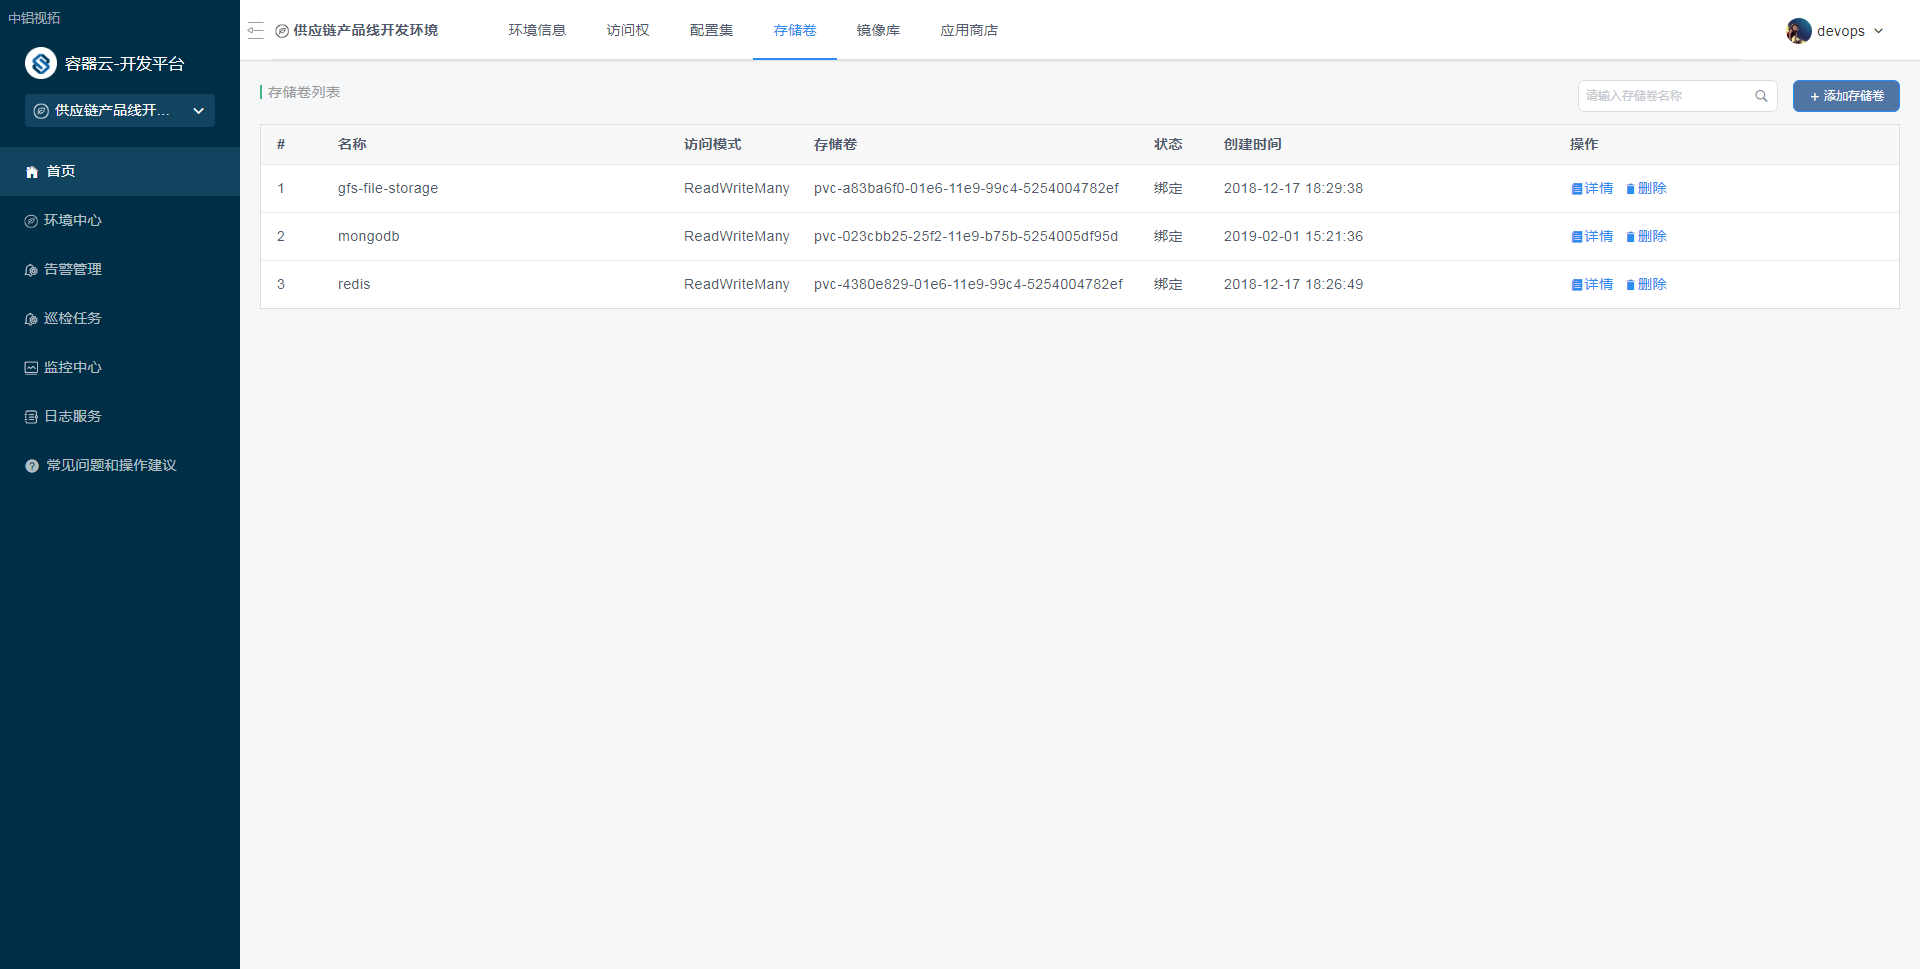 中铝视拓
容器云-开发平台
供应链产品线开...
首页
环境中心
告警管理
巡检任务
监控中心
日志服务
常见问题和操作建议
供应链产品线开发环境 环境信息 访问权 配置集 存储卷 镜像库 应用商店 devops
存储卷列表 请输入存储卷名称 + 添加存储卷
# 名称 访问模式 存储卷 状态 创建时间 操作
1 gfs-file-storage ReadWriteMany pvc-a83ba6f0-01e6-11e9-99c4-5254004782ef 绑定 2018-12-17 18:29:38 详情 删除
2 mongodb ReadWriteMany pvc-023cbb25-25f2-11e9-b75b-5254005df95d 绑定 2019-02-01 15:21:36 详情 删除
3 redis ReadWriteMany pvc-4380e829-01e6-11e9-99c4-5254004782ef 绑定 2018-12-17 18:26:49 详情 删除